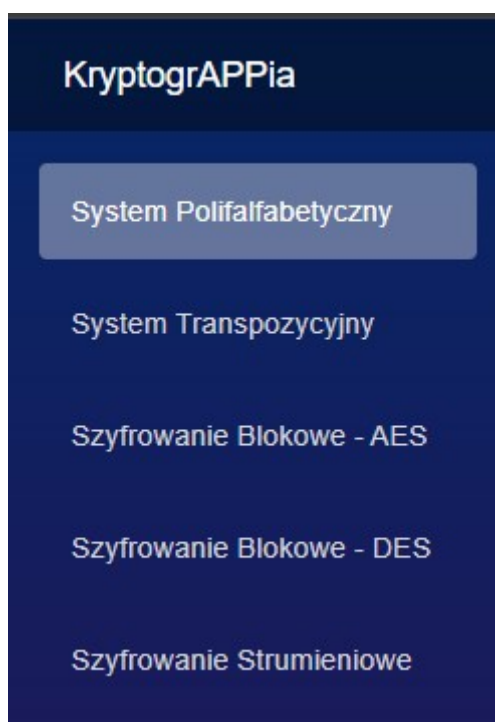 KryptogrAPPia
System Polifalfabetyczny
System Transpozycyjny
Szyfrowanie Blokowe - AES
Szyfrowanie Blokowe - DES
Szyfrowanie Strumieniowe